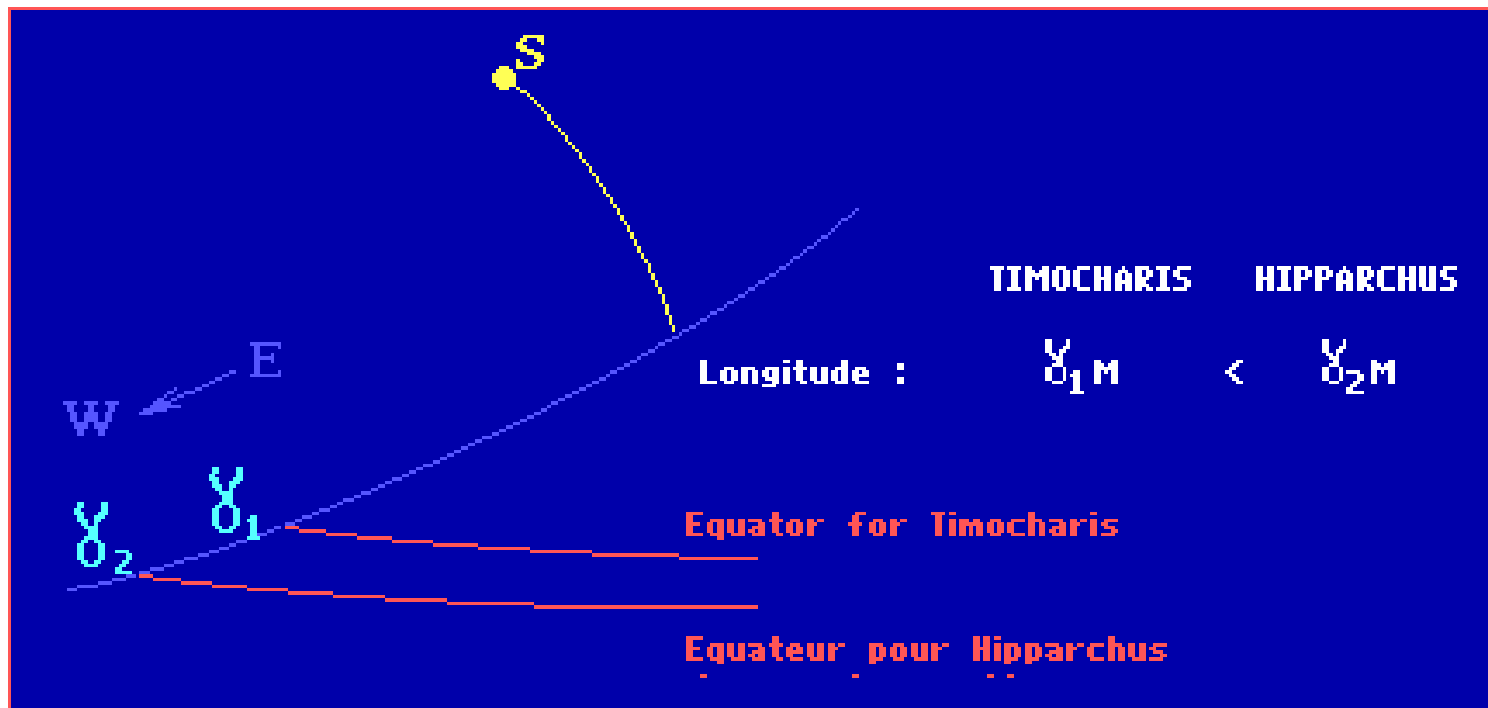 S
TIMOCHARIS HIPPARCHUS
E
Longitude : ɣ1M < ɣ2M
W
ɣ1
ɣ2
Equator for Timocharis
Equateur pour Hipparchus